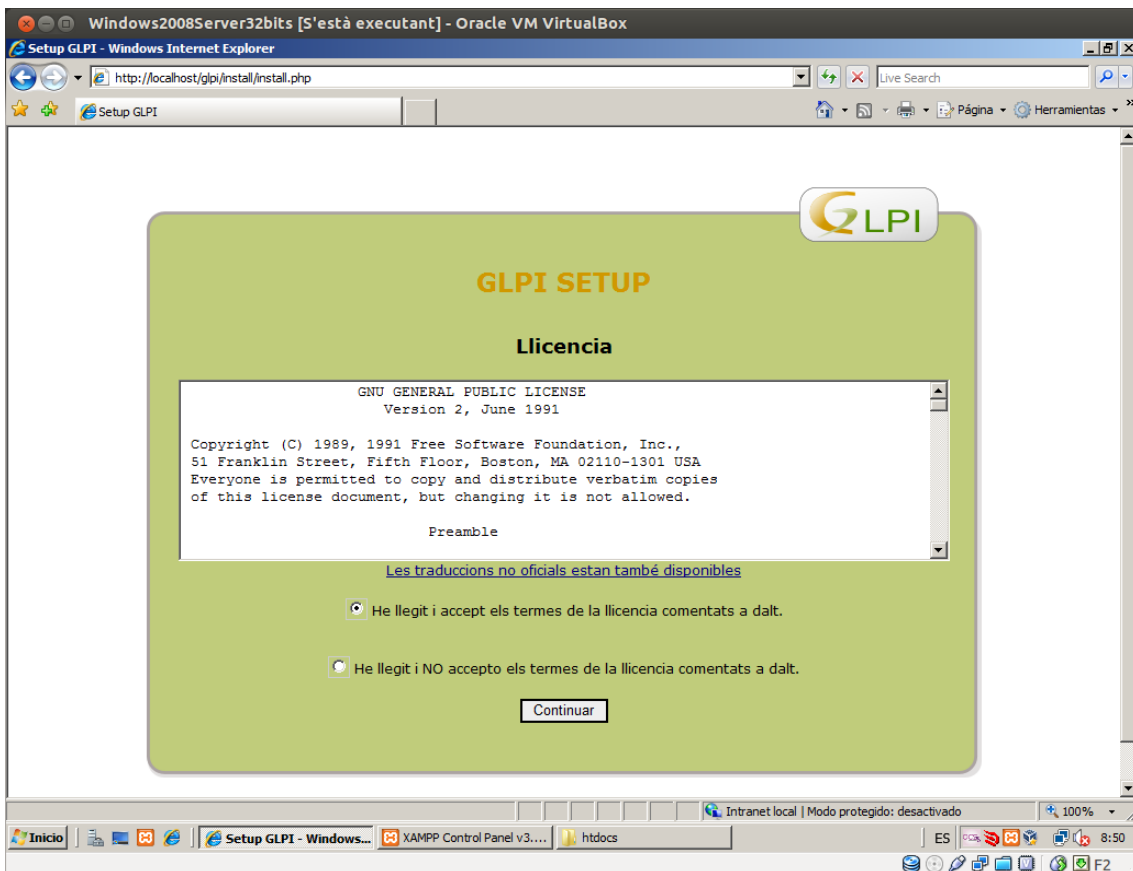 Windows2008Server32bits [S'està executant] - Oracle VM VirtualBox
Setup GLPI - Windows Internet Explorer
http://localhost/glpi/install/install.php
Live Search
Setup GLPI
Página
Herramientas
GLPI
GLPI SETUP
Llicencia
GNU GENERAL PUBLIC LICENSE
Version 2, June 1991
Copyright (C) 1989, 1991 Free Software Foundation, Inc.,
51 Franklin Street, Fifth Floor, Boston, MA 02110-1301 USA
Everyone is permitted to copy and distribute verbatim copies
of this license document, but changing it is not allowed.
Preamble
Les traduccions no oficials estan també disponibles
He llegit i accept els termes de la llicencia comentats a dalt.
He llegit i NO accepto els termes de la llicencia comentats a dalt.
Continuar
Intranet local | Modo protegido: desactivado
100%
Inicio
Setup GLPI - Windows...
XAMPP Control Panel v3....
htdocs
ES
8:50
F2